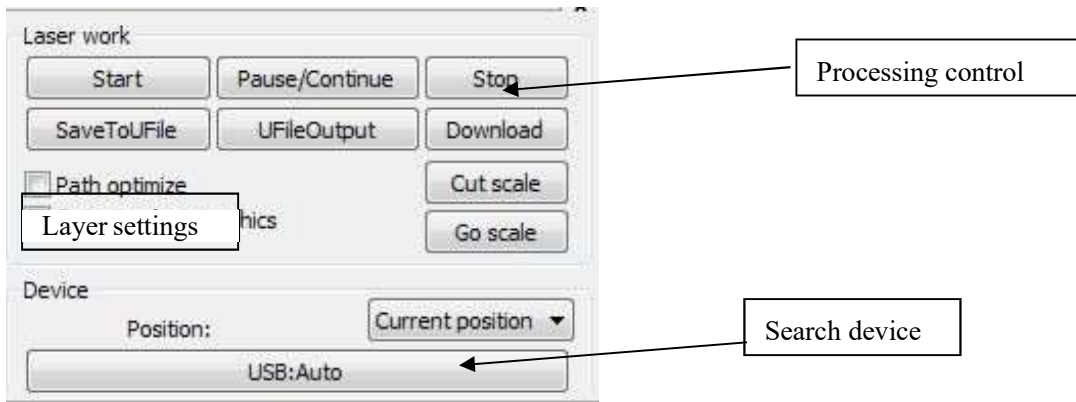 Laser work
Start Pause/Continue Stop Processing control
SaveToUFile UFileOutput Download
Path optimize Cut scale
Layer settings hics
Go scale
Device
Position: Current position Search device
USB:Auto